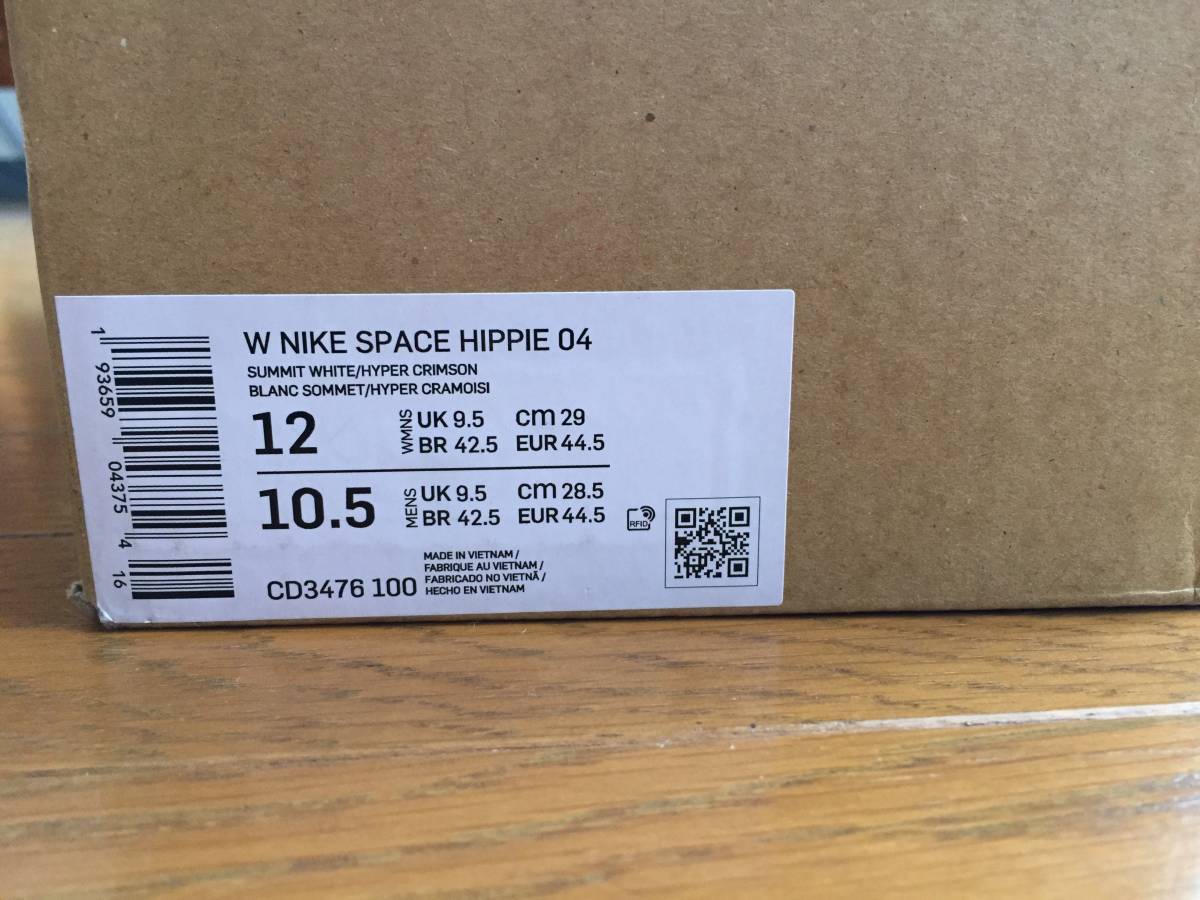 W NIKE SPACE HIPPIE 04
SUMMIT WHITE/HYPER CRIMSON
BLANC SOMMET/HYPER CRAMOISI
12 WMNS UK 9.5 cm 29
BR 42.5 EUR 44.5
10.5 MENS UK 9.5 cm 28.5
BR 42.5 EUR 44.5
RFID
MADE IN VIETNAM /
FABRIQUE AU VIETNAM /
FABRICADO NO VIETNÃ /
HECHO EN VIETNAM
CD3476 100
1 93659 04375 4 16